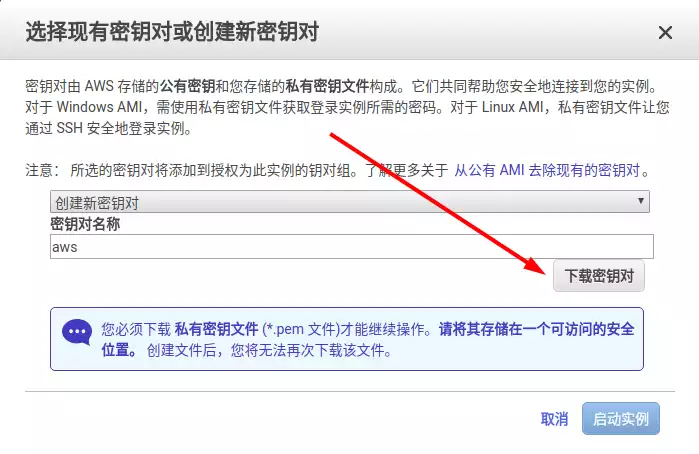 选择现有密钥对或创建新密钥对
密钥对由 AWS 存储的公有密钥和您存储的私有密钥文件构成。它们共同帮助您安全地连接到您的实例。
对于 Windows AMI，需使用私有密钥文件获取登录实例所需的密码。对于 Linux AMI，私有密钥文件让您
通过 SSH 安全地登录实例。
注意： 所选的密钥对将添加到授权为此实例的钥对组。了解更多关于 从公有 AMI 去除现有的密钥对。
创建新密钥对
密钥对名称
aws
下载密钥对
您必须下载 私有密钥文件 (*.pem 文件)才能继续操作。请将其存储在一个可访问的安全
位置。 创建文件后，您将无法再次下载该文件。
取消 启动实例